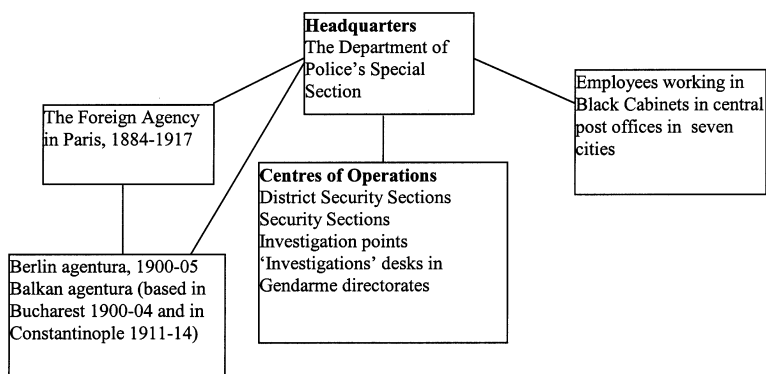 Headquarters
The Department of
Police's Special
Section
Employees working in
Black Cabinets in central
post offices in seven
cities
The Foreign Agency
in Paris, 1884-1917
Centres of Operations
District Security Sections
Security Sections
Investigation points
'Investigations' desks in
Gendarme directorates
Berlin agentura, 1900-05
Balkan agentura (based in
Bucharest 1900-04 and in
Constantinople 1911-14)